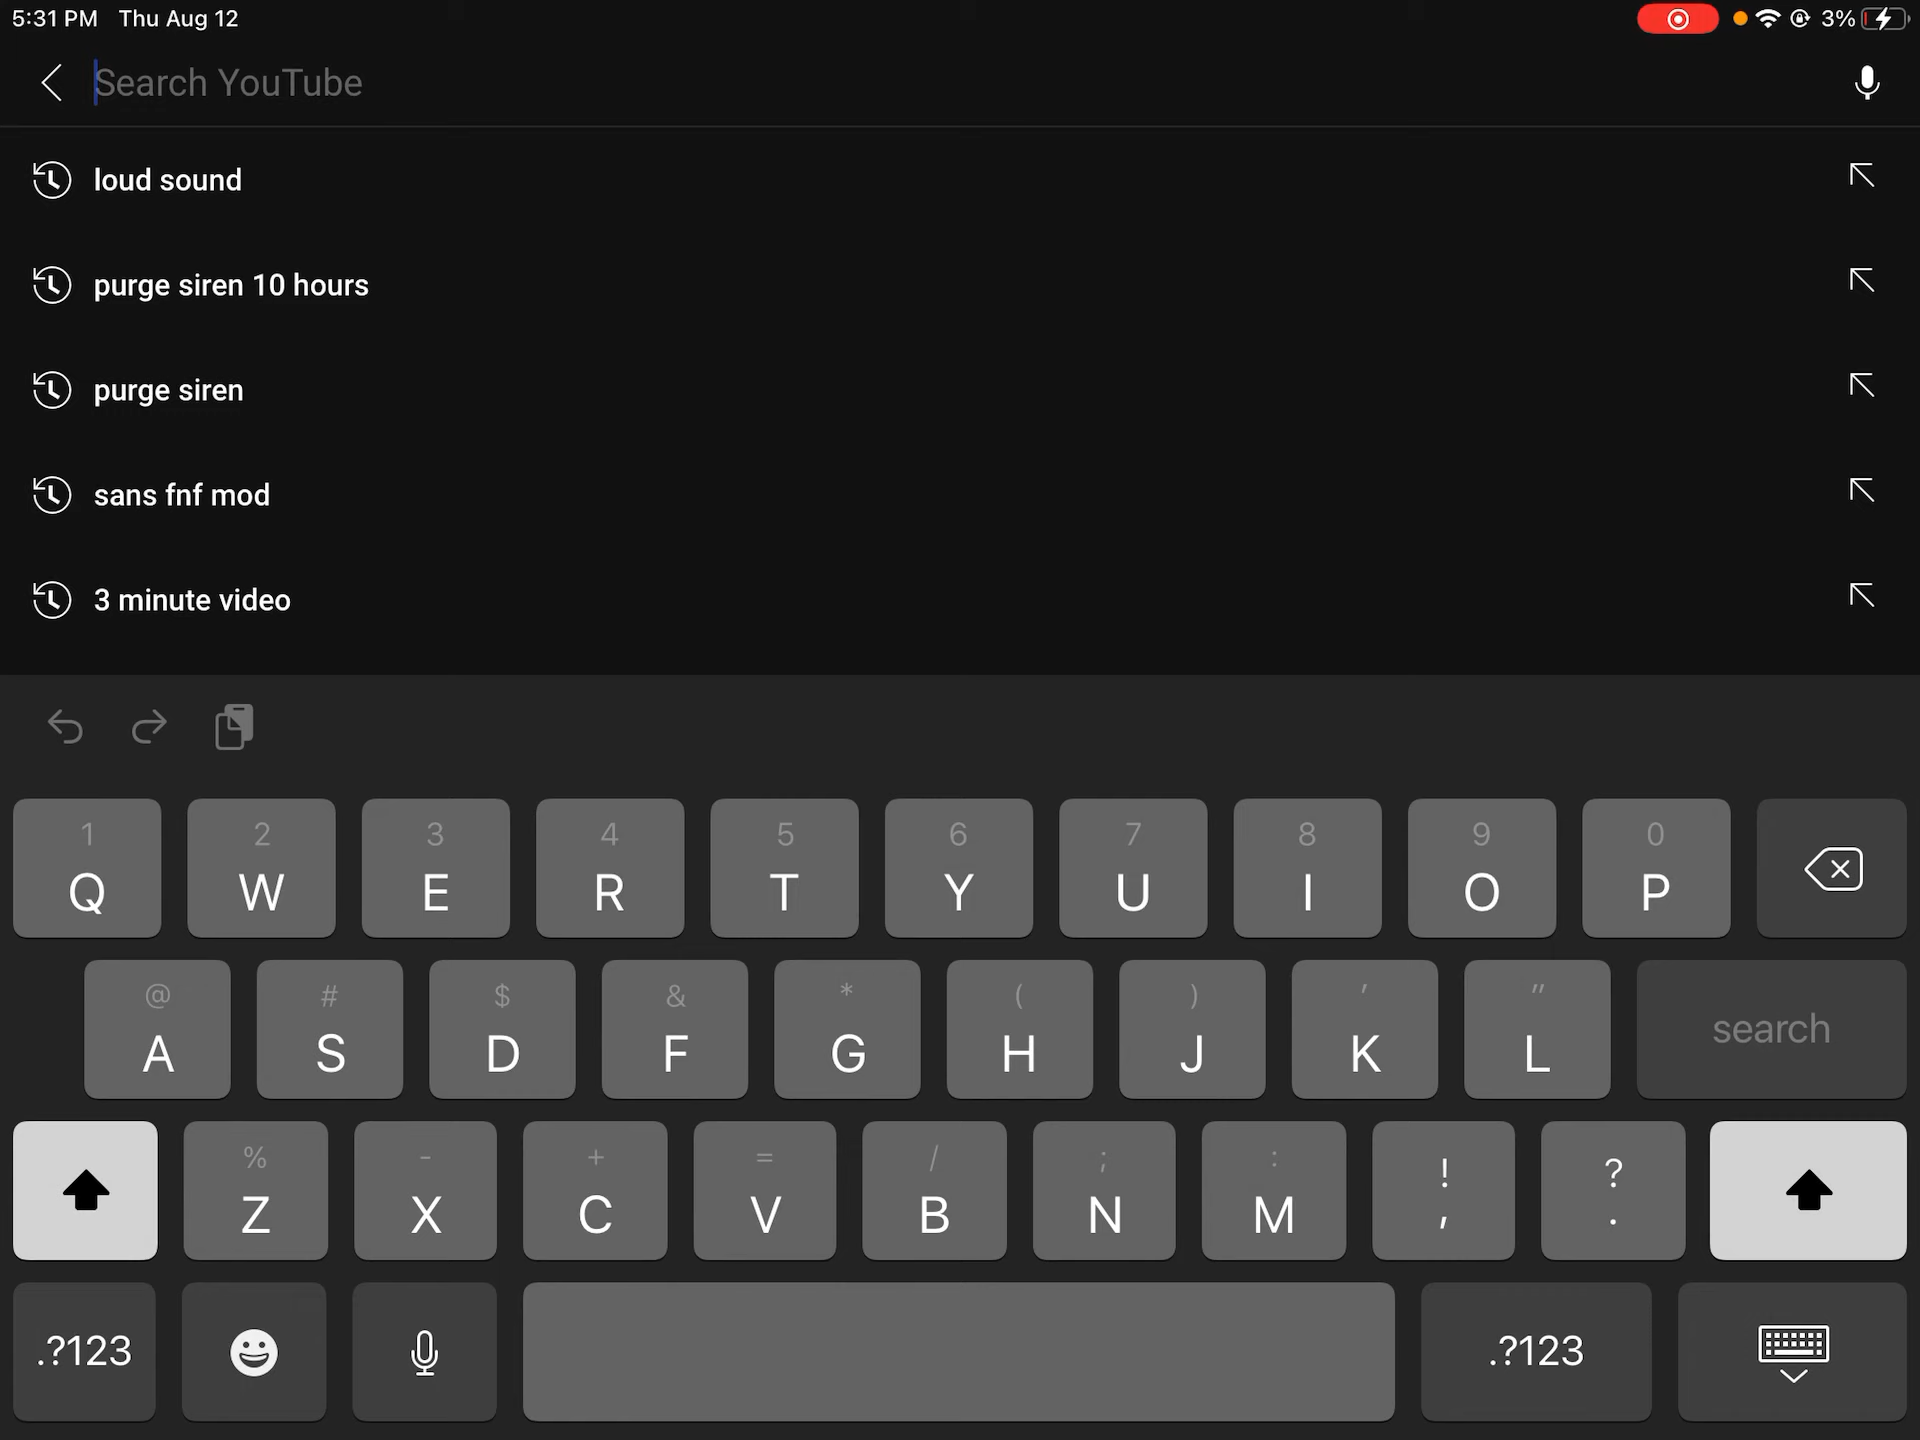 5:31 PM Thu Aug 12 3%
Search YouTube
loud sound
purge siren 10 hours
purge siren
sans fnf mod
3 minute video
1 2 3 4 5 6 7 8 9 0
Q W E R T Y U I O P
@ # $ & * ( ) ' "
A S D F G H J K L search
% - + = / ; : ! ?
Z X C V B N M , .
.?123 .?123